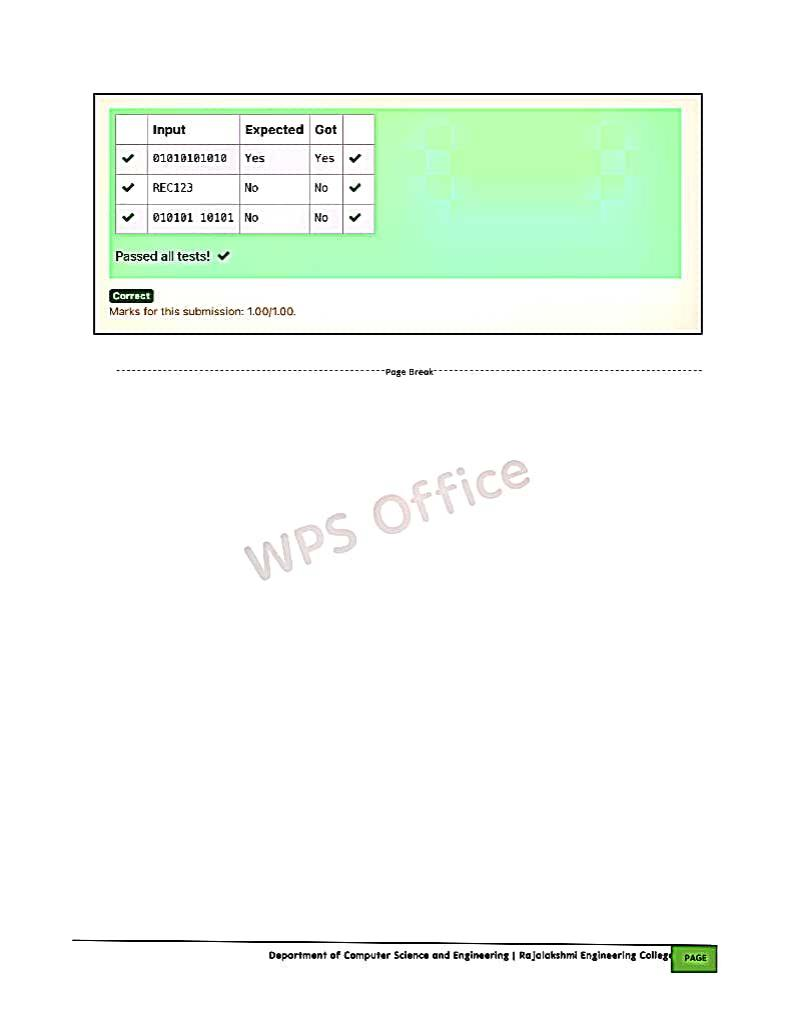 Input Expected Got
✔ 01010101010 Yes Yes ✔
✔ REC123 No No ✔
✔ 010101 10101 No No ✔
Passed all tests! ✔
Correct
Marks for this submission: 1.00/1.00.
Page Break
WPS Office
Department of Computer Science and Engineering | Rajalakshmi Engineering College
PAGE